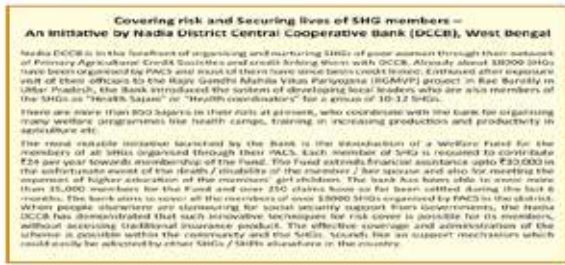 Covering risk and Securing lives of SHG members –
An Initiative by Nadia District Central Cooperative Bank (DCCB), West Bengal
Nadia DCCB is in the forefront of organising and nurturing SHGs of poor women through their network
of Primary Agricultural Credit Societies and credit linking them with DCCB. Already about SHGs
have been organised by PACS and most of them have since been credit linked. Enthused after exposure
visit of their officials to the Rajiv Gandhi Mahila Vikas Pariyojana (RGMVP) project in Rae Bareilly in
Uttar Pradesh, the Bank introduced the system of developing local leaders who are also members of
the SHGs as "Health Sajani" or "Health coordinators" for a group of 10-12 SHGs.
There are more than 850 Sajanis in their rolls at present, who coordinate with the bank for organising
many welfare programmes like health camps, training in increasing production and productivity in
agriculture etc.
The most notable initiative launched by the Bank is the introduction of a Welfare Fund for the
members of all SHGs organised through their PACS. Each member of SHG is required to contribute
per year towards membership of the Fund. The Fund extends financial assistance upto
the unfortunate event of the death / disability of the member / her spouse and also for meeting the
expenses of higher education of the members' girl children. The bank has been able to enrol more
than members for the Fund and over 250 claims have so far been settled during the last 6
months. The bank aims to cover all the members of over SHGs organised by PACS in the district.
Where people elsewhere are clamouring for social security support from Governments, the Nadia
DCCB has demonstrated that such innovative techniques for risk cover is possible for its members,
without accessing traditional insurance product. The effective coverage and administration of the
scheme is possible within the community and the SHGs. Sounds like an support mechanism which
could easily be adopted by other SHGs / SHPIs elsewhere in the country.